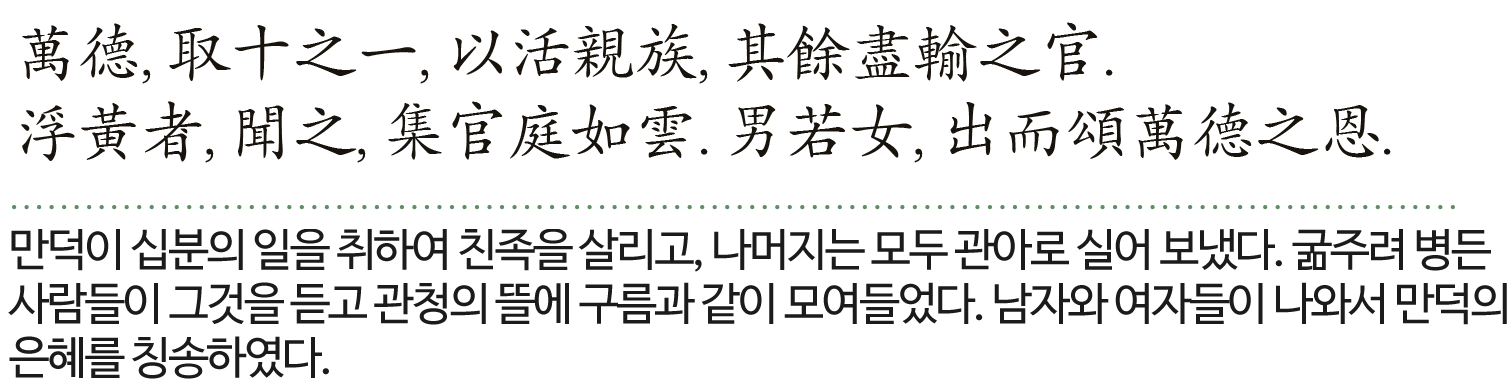 萬德, 取十之一, 以活親族, 其餘盡輸之官.
浮黃者, 聞之, 集官庭如雲. 男若女, 出而頌萬德之恩.
만덕이 십분의 일을 취하여 친족을 살리고, 나머지는 모두 관아로 실어 보냈다. 굶주려 병든
사람들이 그것을 듣고 관청의 뜰에 구름과 같이 모여들었다. 남자와 여자들이 나와서 만덕의
은혜를 칭송하였다.